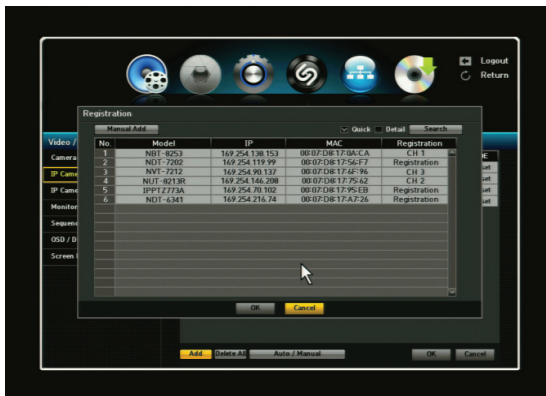 Logout
Return
Registration
Manual Add
Quick Detail Search
No. Model IP MAC Registration
1 NBT-8253 169.254.138.153 00:07:D8:17:0A:CA CH 1
2 NDT-7202 169.254.119.99 00:07:D8:17:56:F7 Registration
3 NVT-7212 169.254.90.137 00:07:D8:17:6F:96 CH 3
4 NUT-8213R 169.254.146.208 00:07:D8:17:75:62 CH 2
5 IPPTZ773A 169.254.70.102 00:07:D8:17:95:EB Registration
6 NDT-6341 169.254.216.74 00:07:D8:17:A7:26 Registration
OK Cancel
Video /
Camera
IP Came
IP Came
Monitor
Sequen
OSD / D
Screen
Add Delete All Auto / Manual OK Cancel